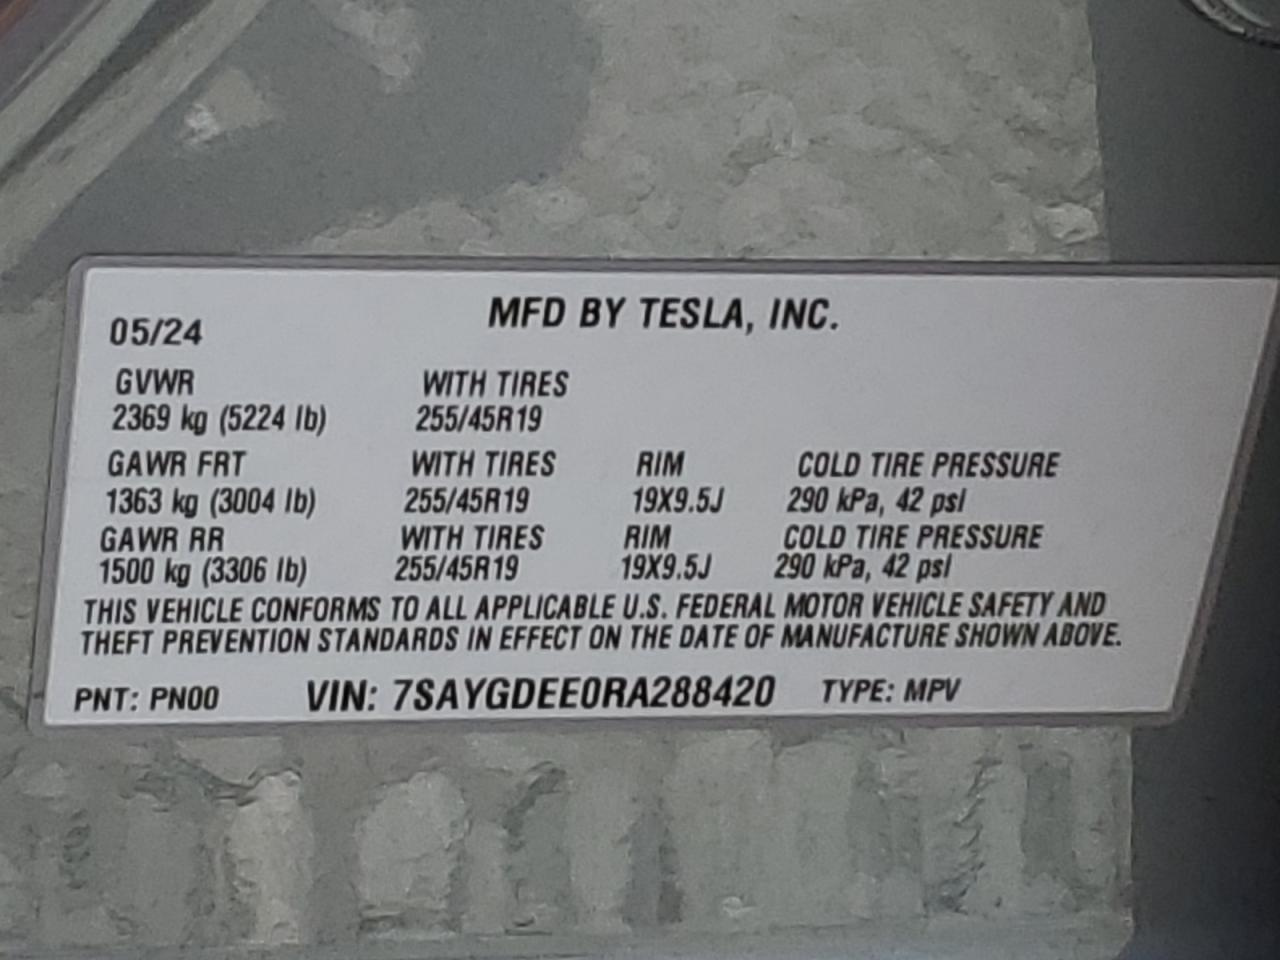 MFD BY TESLA, INC.
05/24
GVWR WITH TIRES
2369 kg (5224 lb) 255/45R19
GAWR FRT WITH TIRES RIM COLD TIRE PRESSURE
1363 kg (3004 lb) 255/45R19 19X9.5J 290 kPa, 42 psi
GAWR RR WITH TIRES RIM COLD TIRE PRESSURE
1500 kg (3306 lb) 255/45R19 19X9.5J 290 kPa, 42 psi
THIS VEHICLE CONFORMS TO ALL APPLICABLE U.S. FEDERAL MOTOR VEHICLE SAFETY AND
THEFT PREVENTION STANDARDS IN EFFECT ON THE DATE OF MANUFACTURE SHOWN ABOVE.
PNT: PN00 VIN: 7SAYGDEE0RA288420 TYPE: MPV